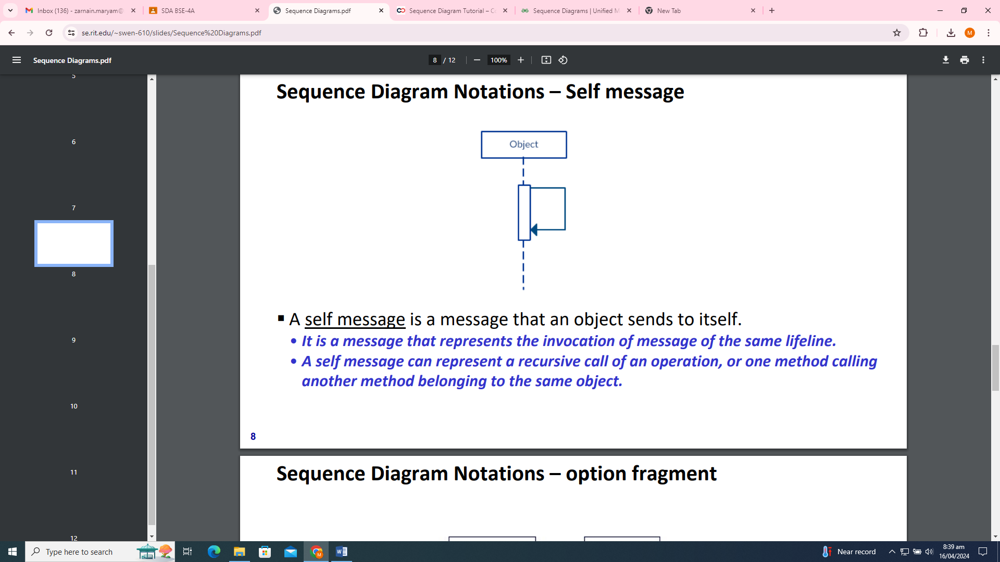 Inbox (136) - zarnain.maryam@
SDA BSE-4A
Sequence Diagrams.pdf
Sequence Diagram Tutorial – C
Sequence Diagrams | Unified M
New Tab
se.rit.edu/~swen-610/slides/Sequence%20Diagrams.pdf
M
Sequence Diagrams.pdf
8 / 12
100%
5
6
7
8
9
10
11
12
Sequence Diagram Notations – Self message
Object
▪ A self message is a message that an object sends to itself.
• It is a message that represents the invocation of message of the same lifeline.
• A self message can represent a recursive call of an operation, or one method calling
another method belonging to the same object.
8
Sequence Diagram Notations – option fragment
Type here to search
Near record
8:39 am
16/04/2024